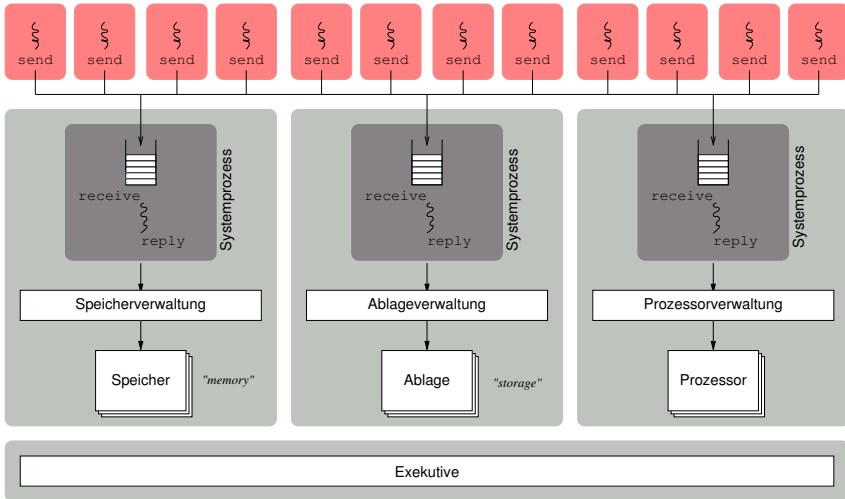 send send send send send send send send send send send send
receive
reply
Systemprozess
receive
reply
Systemprozess
receive
reply
Systemprozess
Speicherverwaltung
Ablageverwaltung
Prozessorverwaltung
Speicher
"memory"
Ablage
"storage"
Prozessor
Exekutive